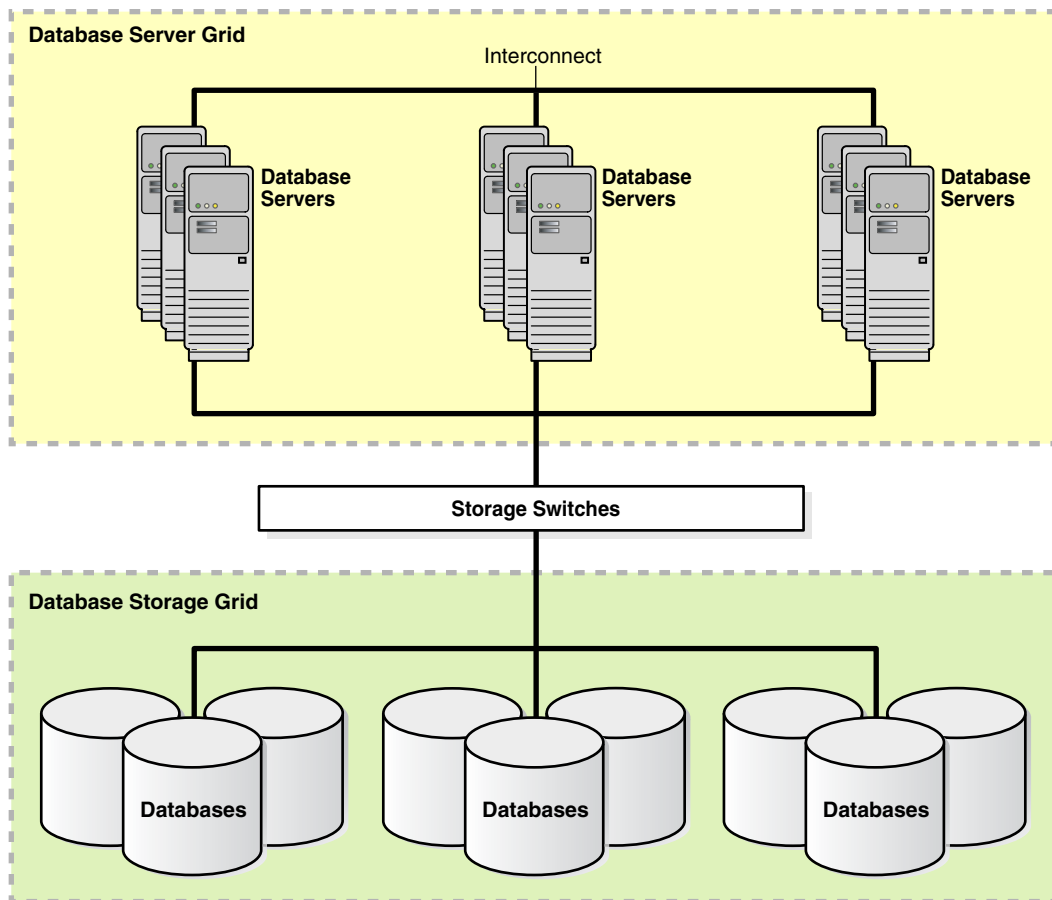 Database Server Grid
Interconnect
Database
Servers
Database
Servers
Database
Servers
Storage Switches
Database Storage Grid
Databases
Databases
Databases